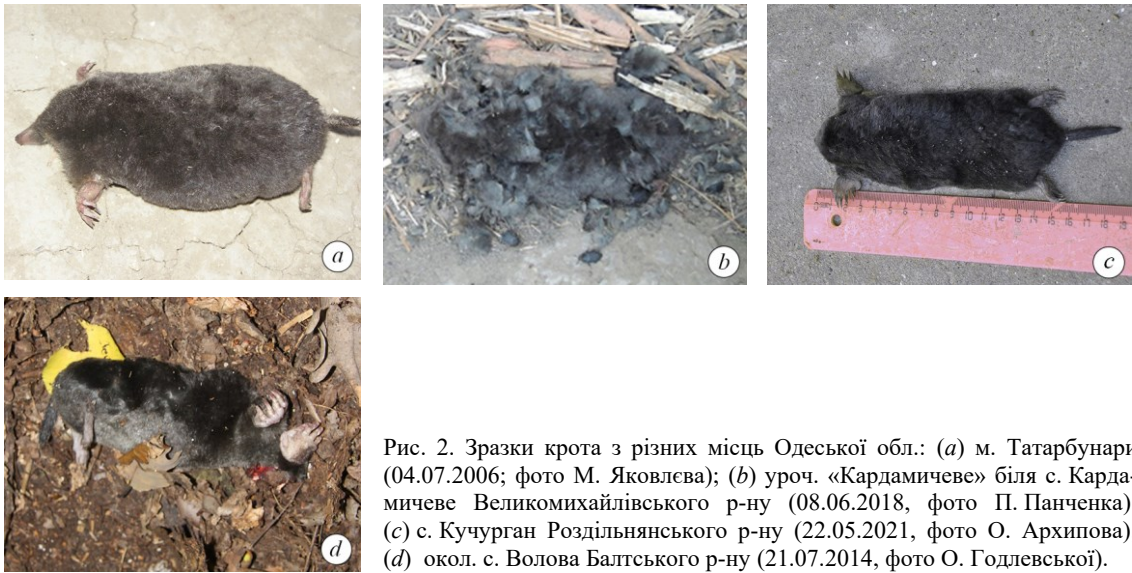 a
b
c
d
Рис. 2. Зразки крота з різних місць Одеської обл.: (a) м. Татарбунари
(04.07.2006; фото М. Яковлєва); (b) уроч. «Кардамичеве» біля с. Карда-
мичеве Великомихайлівського р-ну (08.06.2018, фото П. Панченка)
(c) с. Кучурган Роздільнянського р-ну (22.05.2021, фото О. Архипова)
(d) окол. с. Волова Балтського р-ну (21.07.2014, фото О. Годлевської).